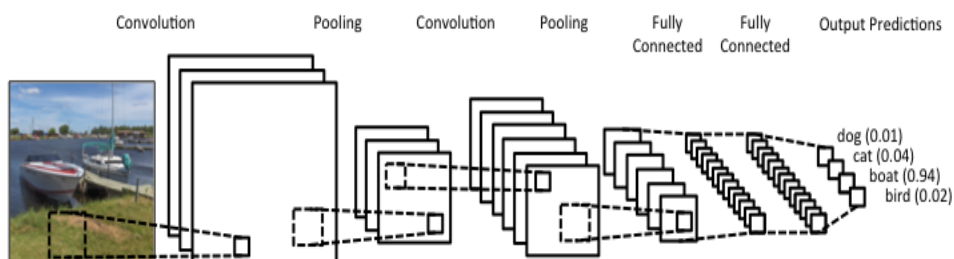 Convolution
Pooling
Convolution
Pooling
Fully
Connected
Fully
Connected
Output Predictions
dog (0.01)
cat (0.04)
boat (0.94)
bird (0.02)